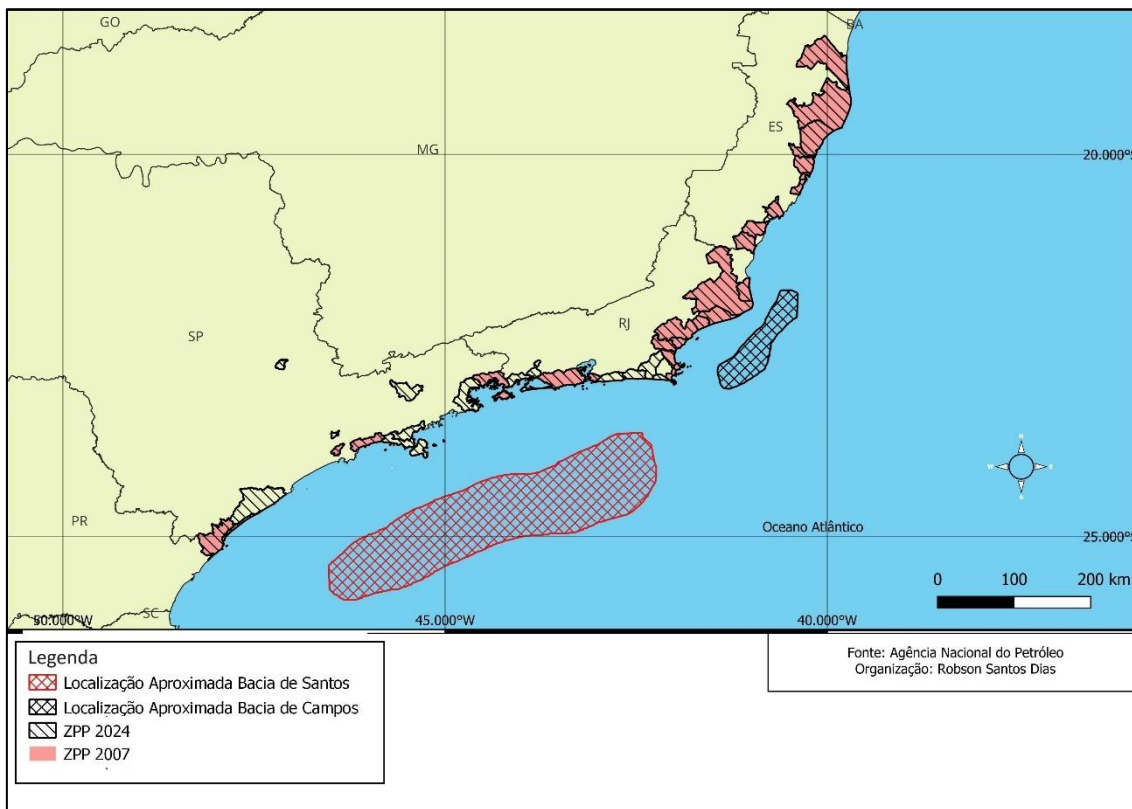 GO
BA
MG
ES
20.000°S
RJ
SP
PR
Oceano Atlântico
25.000°S
0 100 200 km
SC
50.000°W
45.000°W
40.000°W
N
W
E
S
Legenda
Localização Aproximada Bacia de Santos
Localização Aproximada Bacia de Campos
ZPP 2024
ZPP 2007
Fonte: Agência Nacional do Petróleo
Organização: Robson Santos Dias